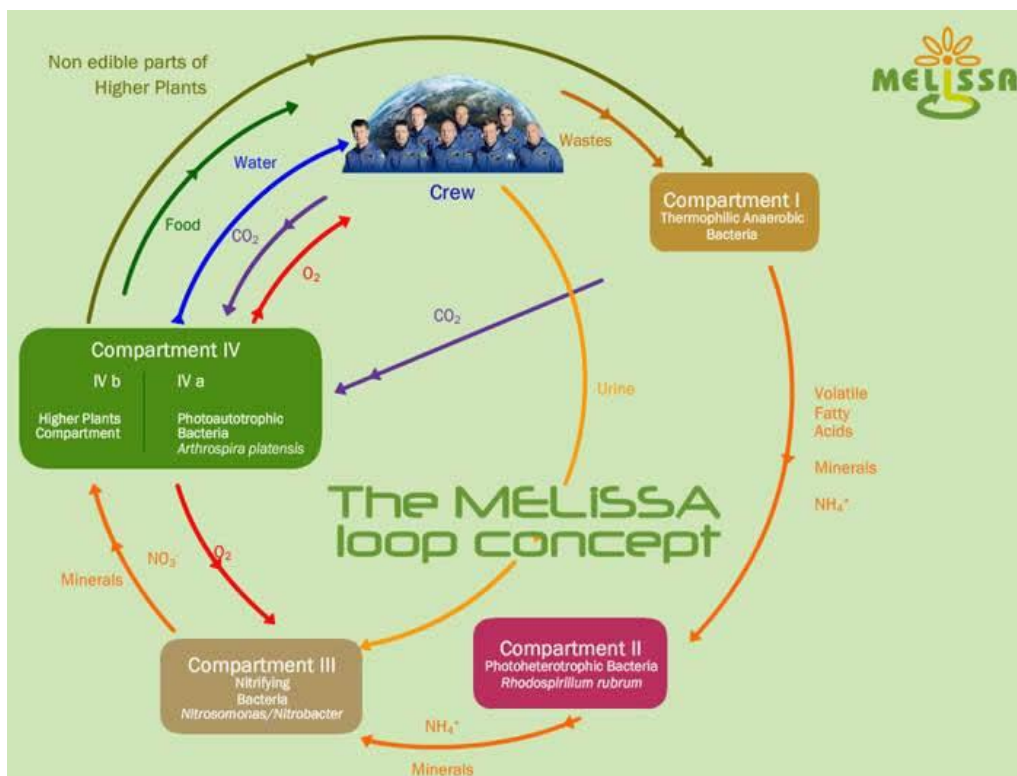 Non edible parts of
Higher Plants
MELiSSA
Water
Wastes
Crew
Food
CO₂
O₂
Compartment I
Thermophilic Anaerobic
Bacteria
CO₂
Compartment IV
IV b
IV a
Higher Plants
Compartment
Photoautotrophic
Bacteria
Arthrospira platensis
Urine
Volatile
Fatty
Acids
Minerals
NH₄⁺
The MELiSSA
loop concept
NO₃
O₂
Minerals
Compartment III
Nitrifying
Bacteria
Nitrosomonas/Nitrobacter
Compartment II
Photoheterotrophic Bacteria
Rhodospirillum rubrum
NH₄⁺
Minerals